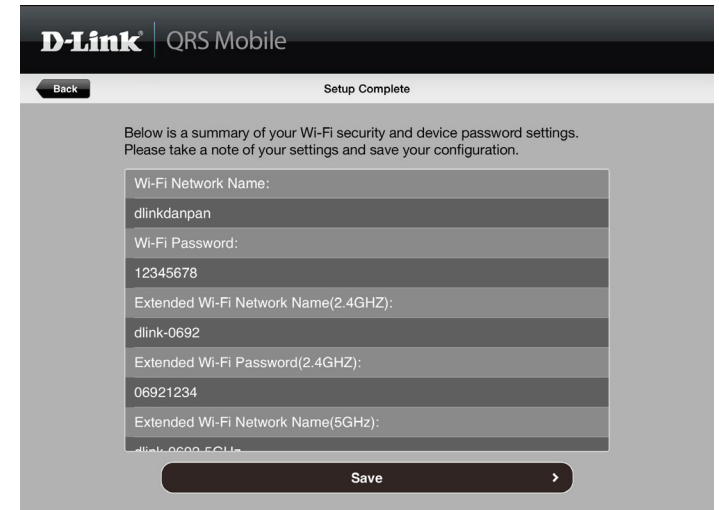 D-Link QRS Mobile
Back Setup Complete
Below is a summary of your Wi-Fi security and device password settings.
Please take a note of your settings and save your configuration.
Wi-Fi Network Name:
dlinkdanpan
Wi-Fi Password:
12345678
Extended Wi-Fi Network Name(2.4GHZ):
dlink-0692
Extended Wi-Fi Password(2.4GHZ):
06921234
Extended Wi-Fi Network Name(5GHz):
dlink-0692-5GHz
Save